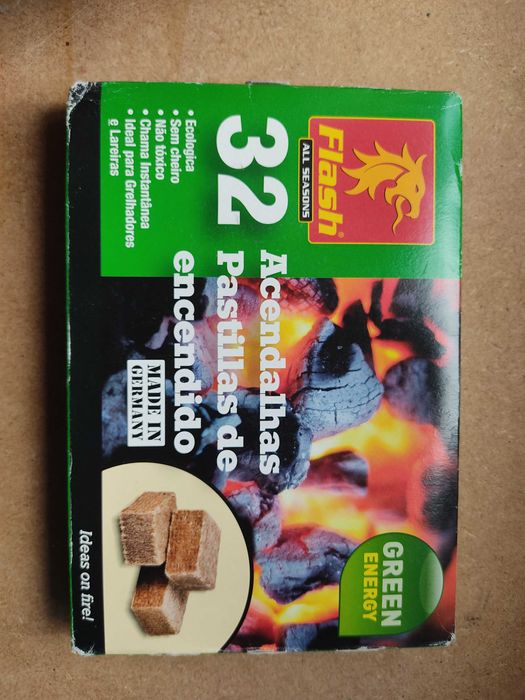 Flash®
ALL SEASONS
32
Acendalhas
Pastillas de
encendido
• Ecologica
• Sem cheiro
• Não tóxico
• Chama Instantânea
• Ideal para Grelhadores
e Lareiras
MADE IN
GERMANY
GREEN
ENERGY
Ideas on fire!